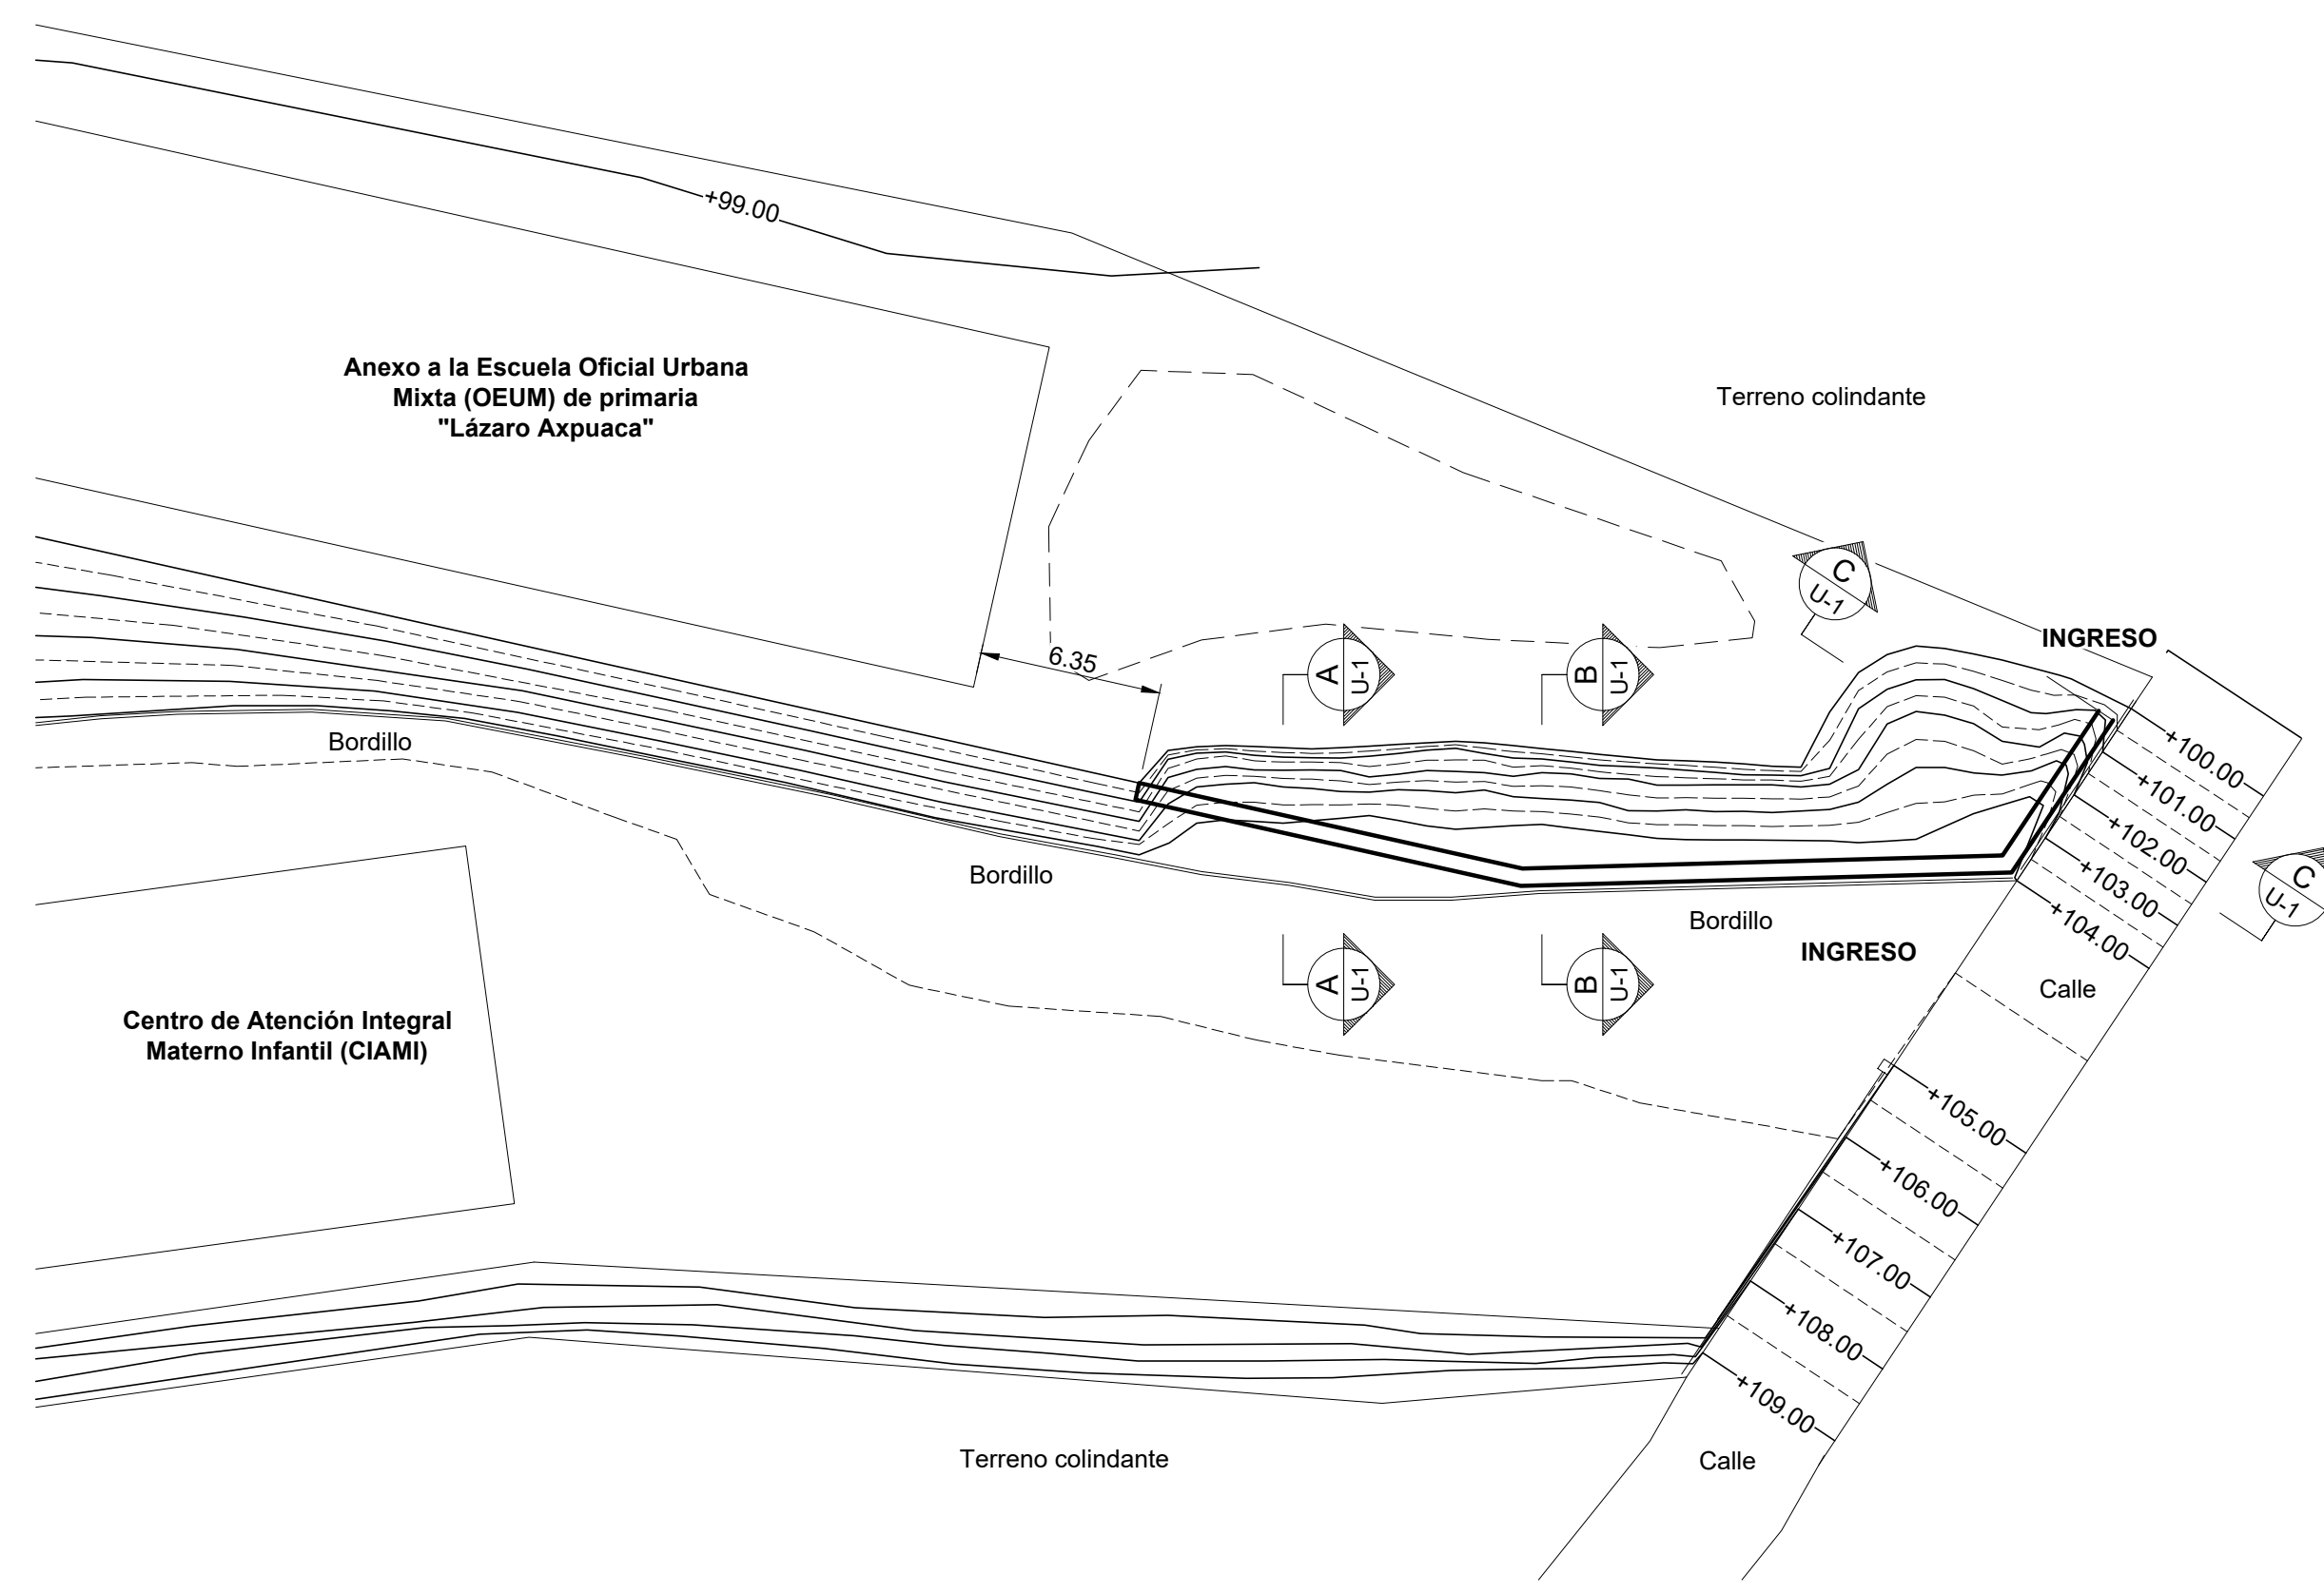 +99.00
Anexo a la Escuela Oficial Urbana
Mixta (OEUM) de primaria
"Lázaro Axpuaca"
Terreno colindante
C
U-1
INGRESO
6.35
A
U-1
B
U-1
Bordillo
+100.00
+101.00
+102.00
+103.00
+104.00
C
U-1
Bordillo
Bordillo
INGRESO
A
U-1
B
U-1
Calle
Centro de Atención Integral
Materno Infantil (CIAMI)
+105.00
+106.00
+107.00
+108.00
+109.00
Terreno colindante
Calle